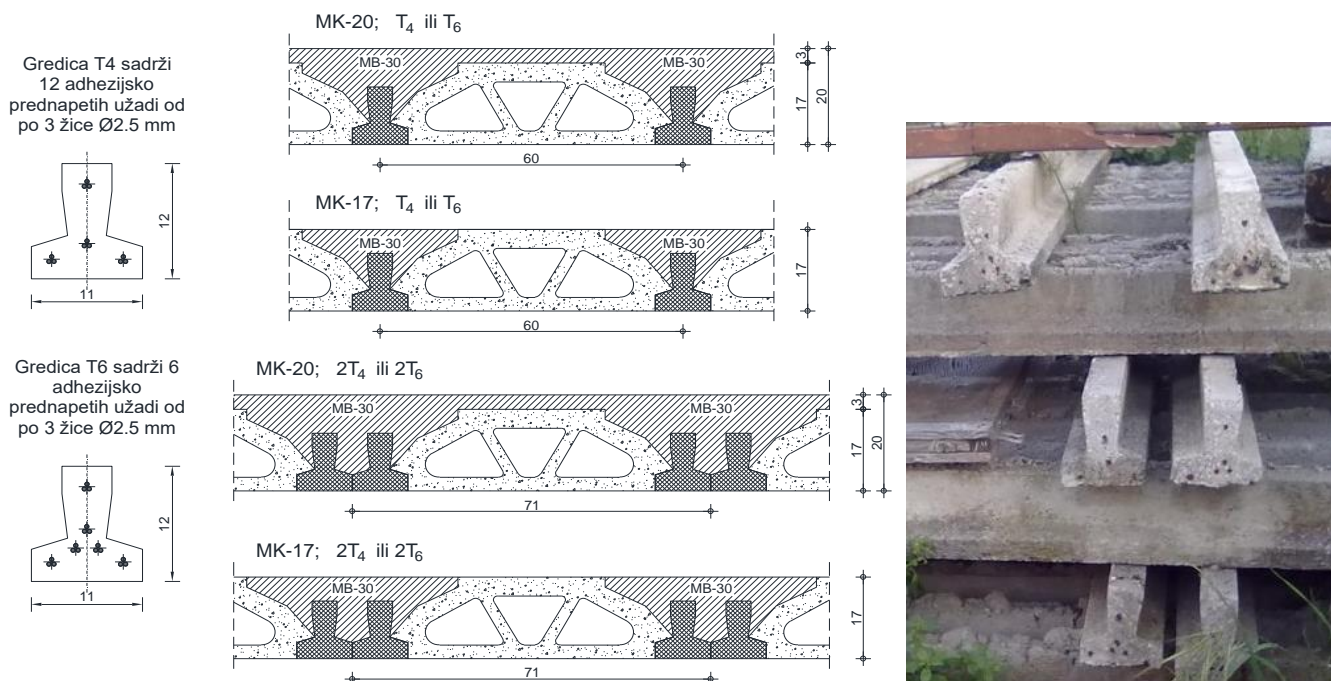 Gredica T4 sadrži
12 adhezijsko
prednapetih užadi od
po 3 žice Ø2.5 mm
12
11
Gredica T6 sadrži 6
adhezijsko
prednapetih užadi od
po 3 žice Ø2.5 mm
12
11
MK-20; T4 ili T6
MB-30
MB-30
3
17
20
60
MK-17; T4 ili T6
MB-30
MB-30
17
60
MK-20; 2T4 ili 2T6
MB-30
MB-30
3
17
20
71
MK-17; 2T4 ili 2T6
MB-30
MB-30
17
71